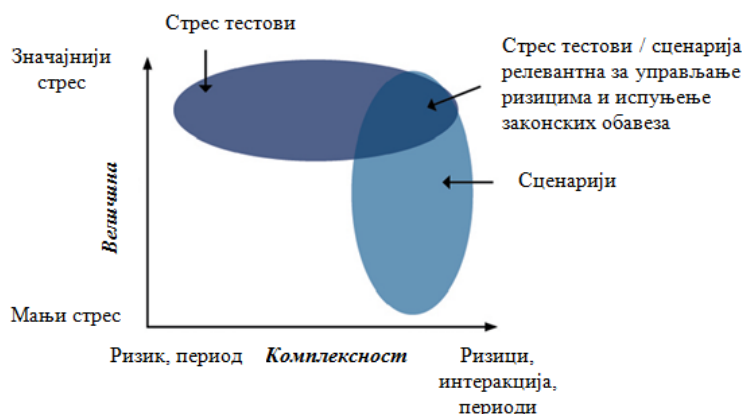 Стрес тестови
Значајнији
стрес
Стрес тестови / сценарија
релевантна за управљање
ризицима и испуњење
законских обавеза
Сценарији
Величина
Мањи стрес
Ризик, период
Комплексност
Ризици,
интеракција,
периоди